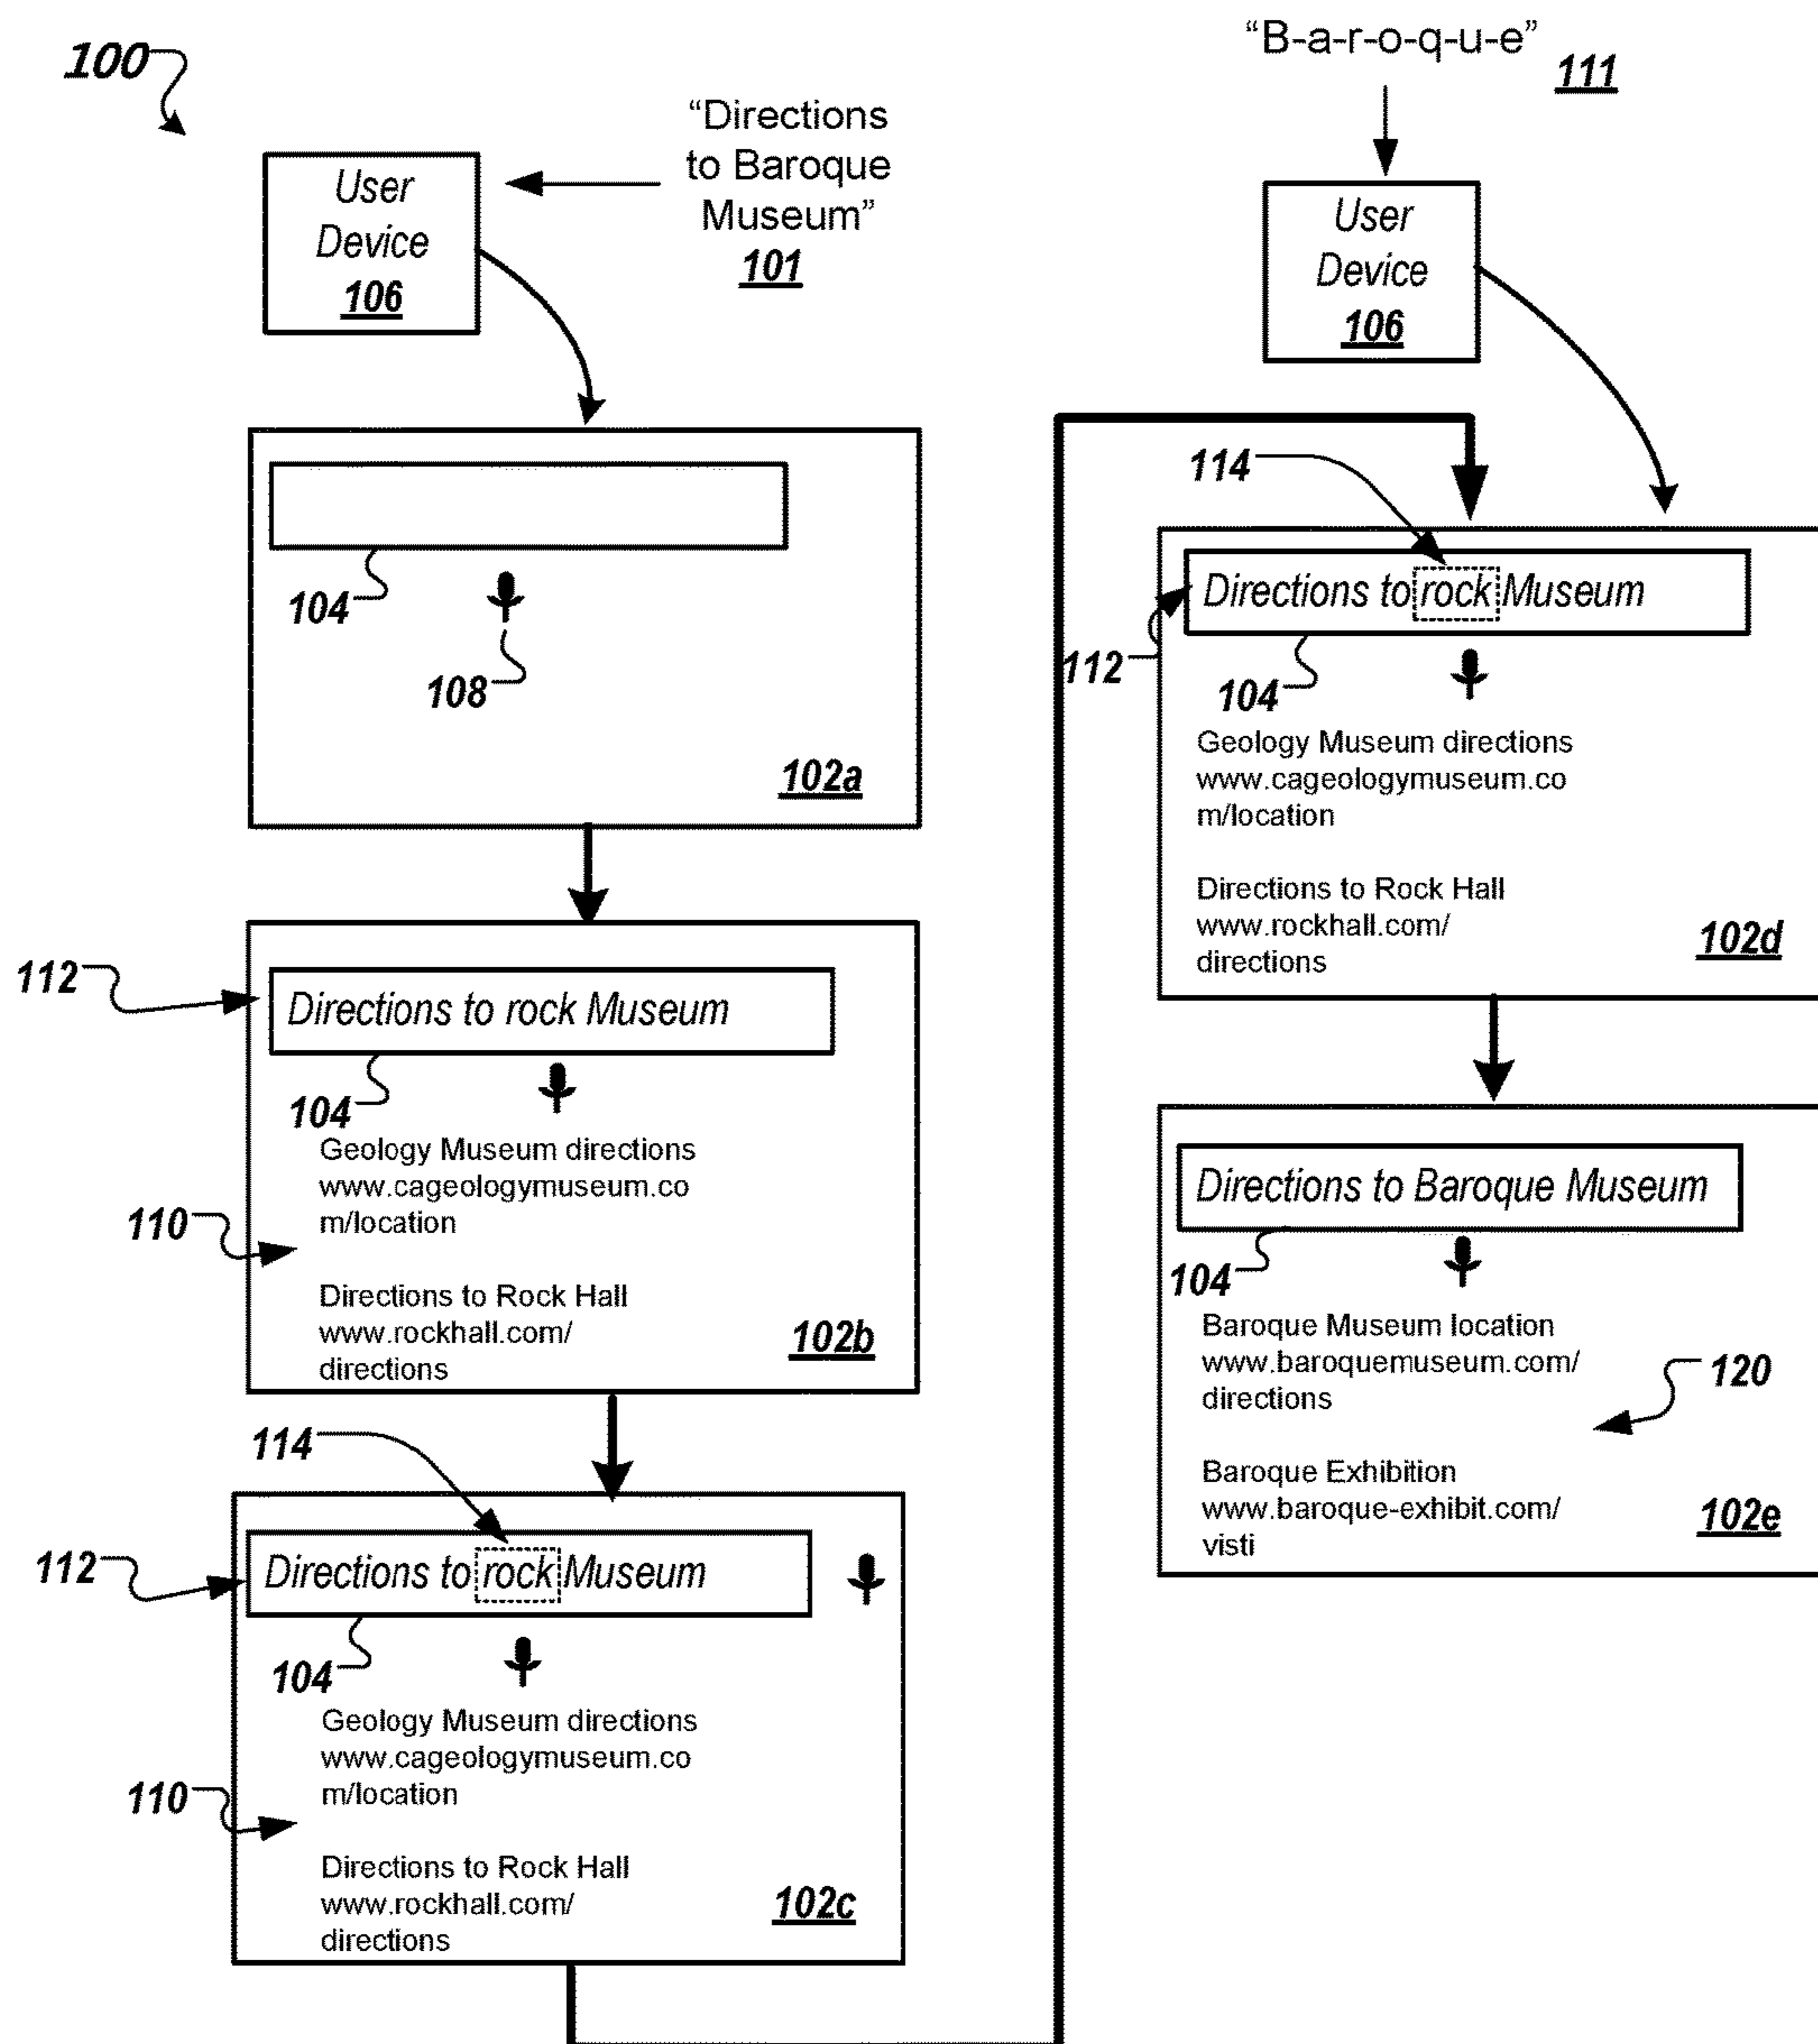 100
“Directions
to Baroque
Museum”
101
User
Device
106
104
108
102a
112
Directions to rock Museum
104
Geology Museum directions
www.cageologymuseum.co
m/location
110
Directions to Rock Hall
www.rockhall.com/
directions
102b
114
112
Directions to rock Museum
104
Geology Museum directions
www.cageologymuseum.co
m/location
110
Directions to Rock Hall
www.rockhall.com/
directions
102c
“B-a-r-o-q-u-e”
111
User
Device
106
114
Directions to rock Museum
112
104
Geology Museum directions
www.cageologymuseum.co
m/location
Directions to Rock Hall
www.rockhall.com/
directions
102d
Directions to Baroque Museum
104
Baroque Museum location
www.baroquemuseum.com/
directions
120
Baroque Exhibition
www.baroque-exhibit.com/
visti
102e